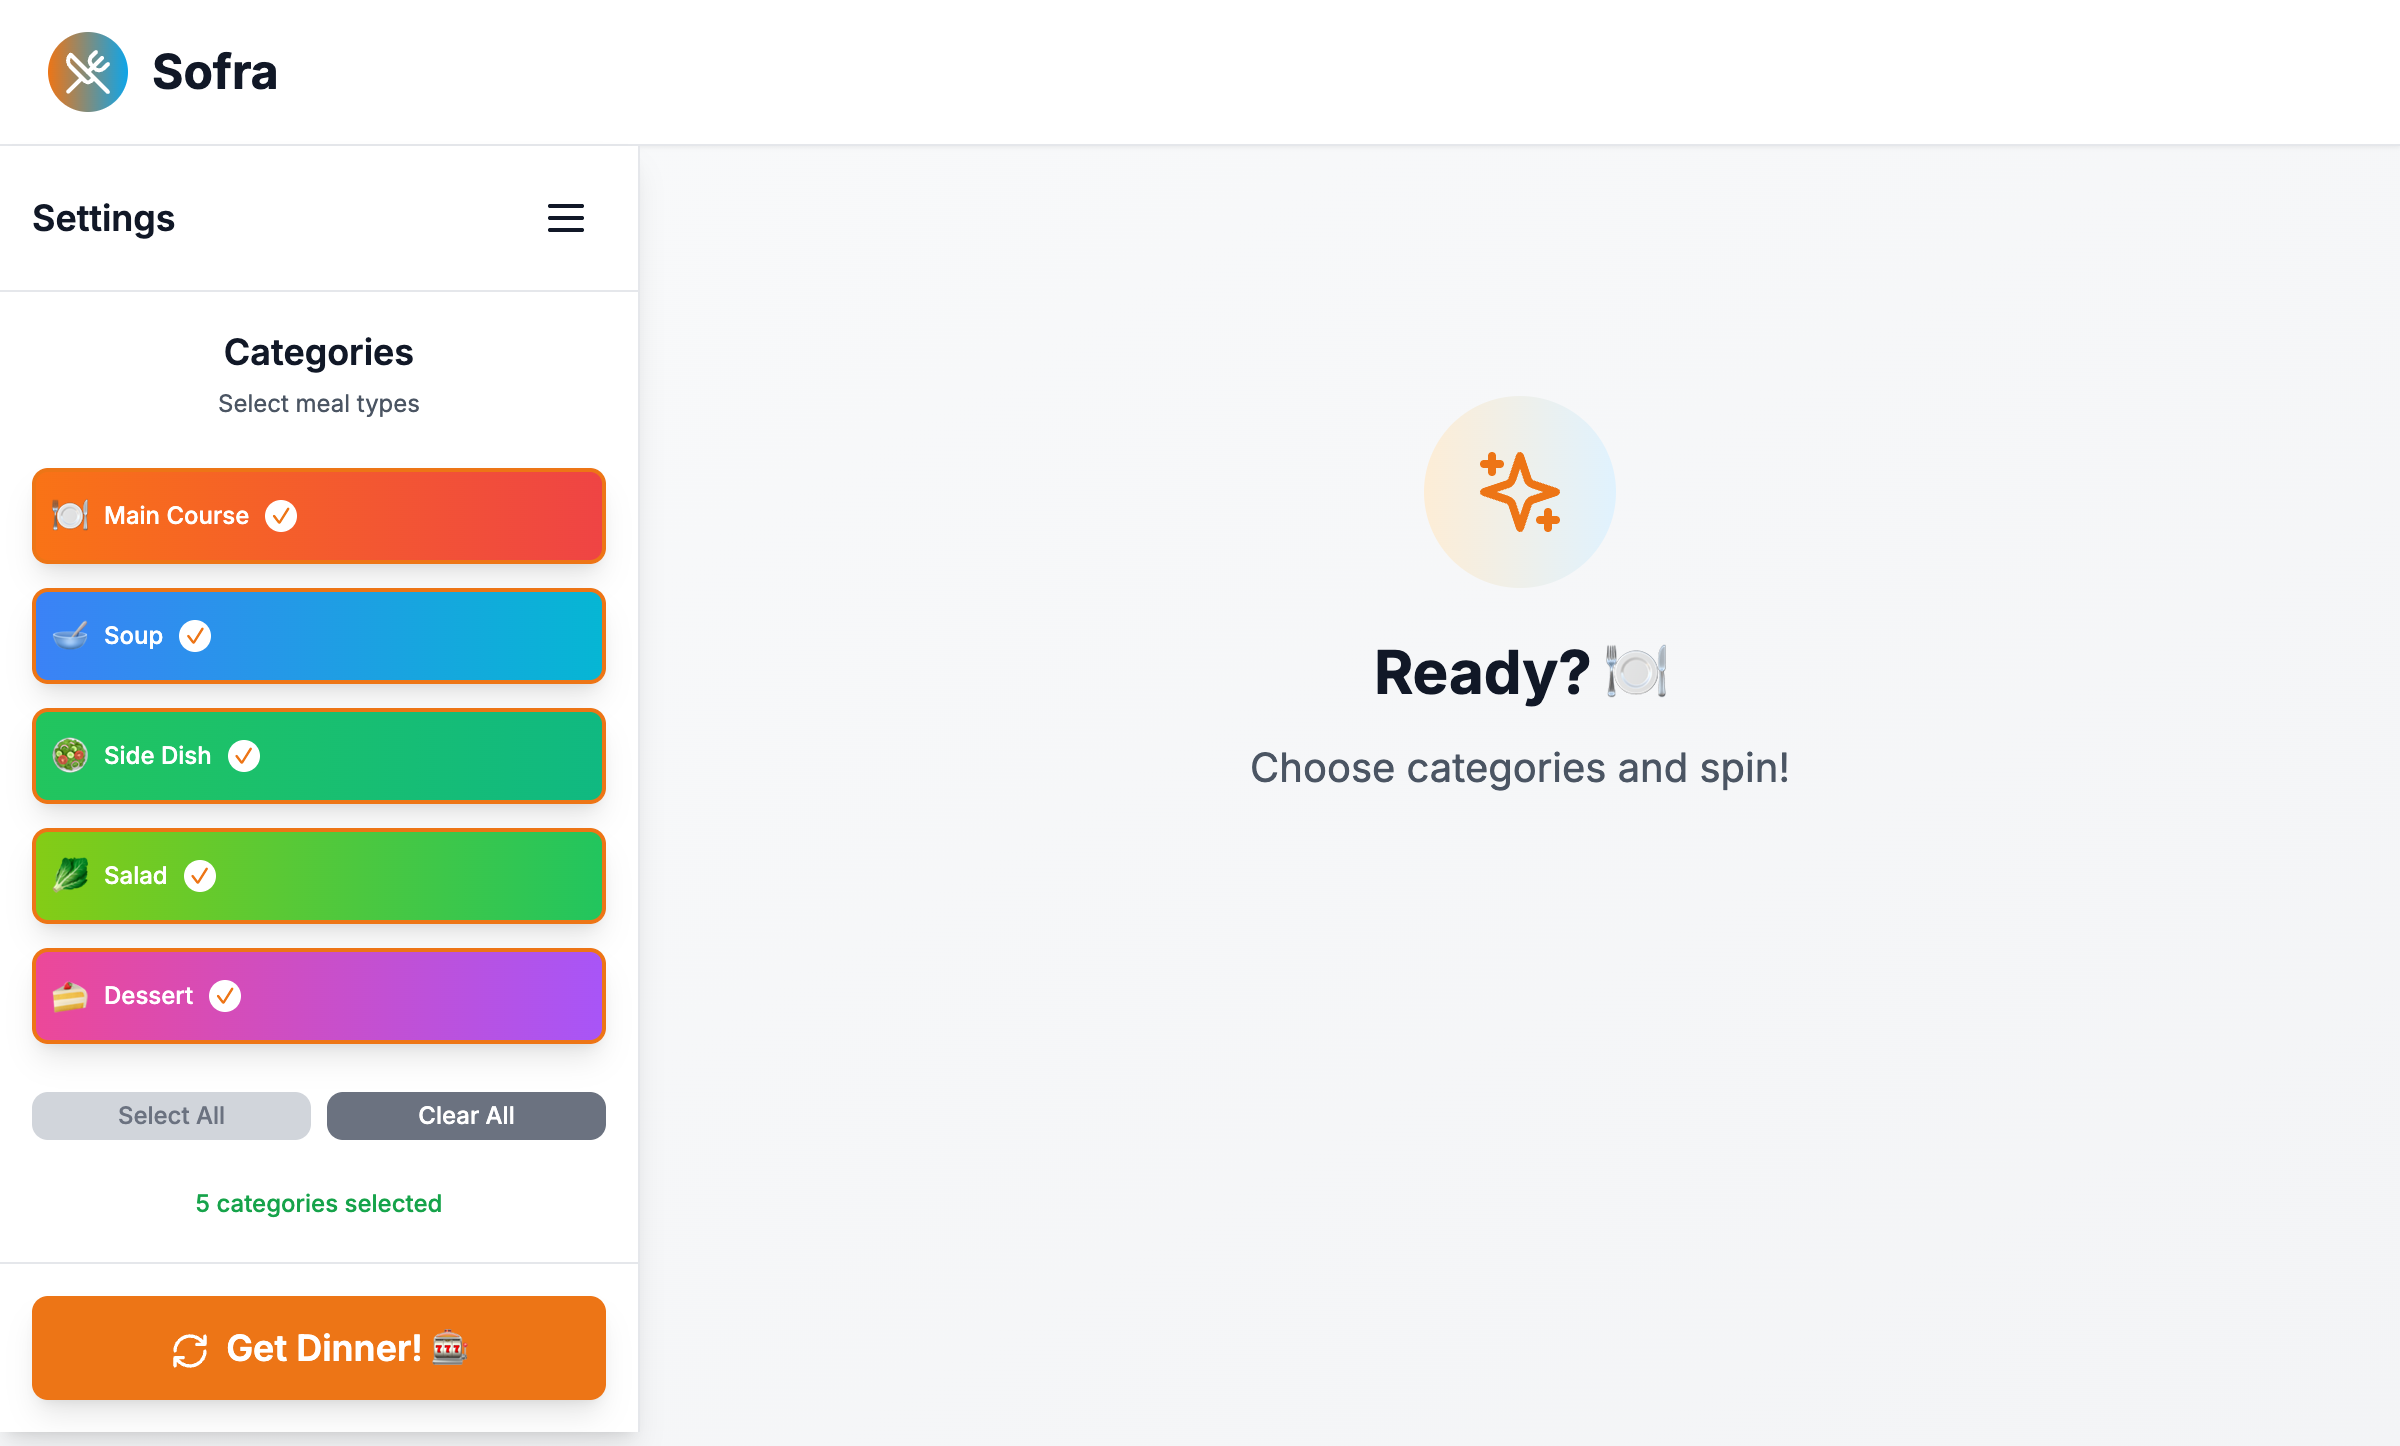 Sofra
Settings
Categories
Select meal types
Main Course
Soup
Side Dish
Salad
Dessert
Select All
Clear All
5 categories selected
Get Dinner! 🎰
Ready? 🍽️
Choose categories and spin!